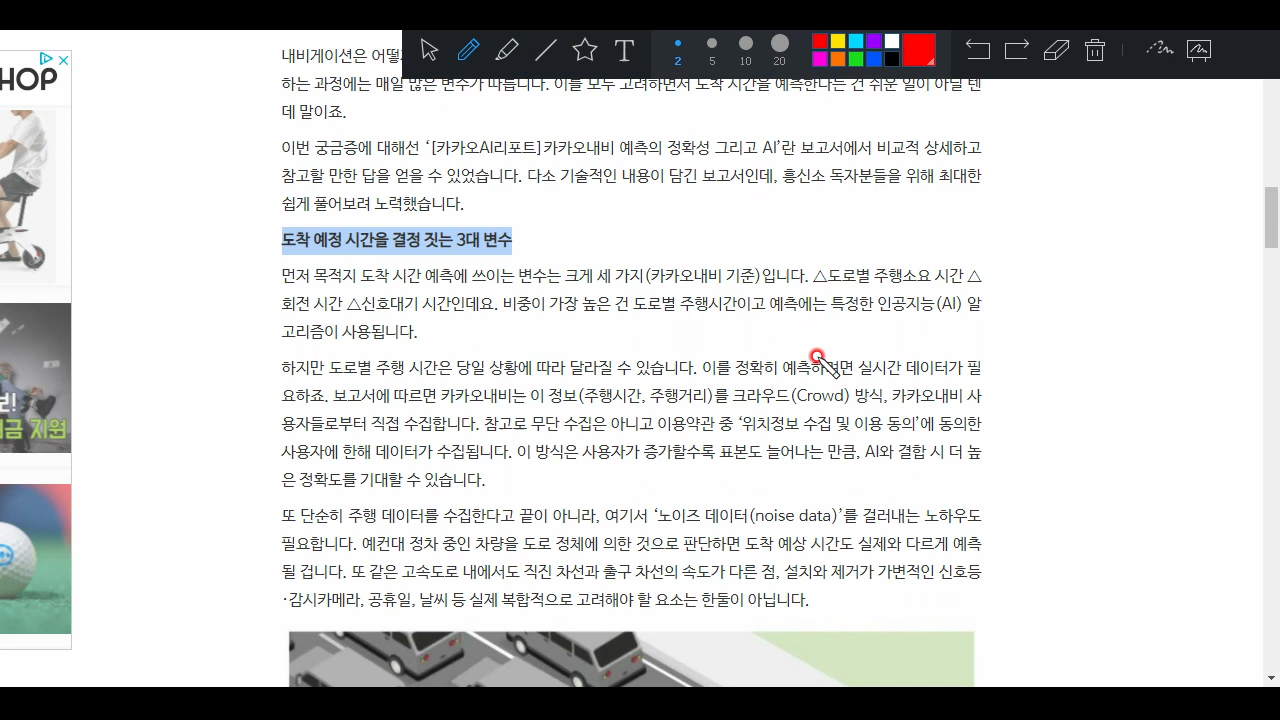 내비게이션은
T
2
5
10
20
HOP
하는 과정에는 매일 많은 변수가 따릅니다. 이를 모두 고려하면서 도착 시간을 예측한다는 건 쉬운 일이 아닐 텐
데 말이죠.
이번 궁금증에 대해선 ‘[카카오AI리포트]카카오내비 예측의 정확성 그리고 AI’란 보고서에서 비교적 상세하고
참고할 만한 답을 얻을 수 있었습니다. 다소 기술적인 내용이 담긴 보고서인데, 흥신소 독자분들을 위해 최대한
쉽게 풀어보려 노력했습니다.
도착 예정 시간을 결정 짓는 3대 변수
먼저 목적지 도착 시간 예측에 쓰이는 변수는 크게 세 가지(카카오내비 기준)입니다. △도로별 주행소요 시간 △
회전 시간 △신호대기 시간인데요. 비중이 가장 높은 건 도로별 주행시간이고 예측에는 특정한 인공지능(AI) 알
고리즘이 사용됩니다.
하지만 도로별 주행 시간은 당일 상황에 따라 달라질 수 있습니다. 이를 정확히 예측하려면 실시간 데이터가 필
요하죠. 보고서에 따르면 카카오내비는 이 정보(주행시간, 주행거리)를 크라우드(Crowd) 방식, 카카오내비 사
용자들로부터 직접 수집합니다. 참고로 무단 수집은 아니고 이용약관 중 ‘위치정보 수집 및 이용 동의’에 동의한
사용자에 한해 데이터가 수집됩니다. 이 방식은 사용자가 증가할수록 표본도 늘어나는 만큼, AI와 결합 시 더 높
은 정확도를 기대할 수 있습니다.
금 지원
또 단순히 주행 데이터를 수집한다고 끝이 아니라, 여기서 ‘노이즈 데이터(noise data)’를 걸러내는 노하우도
필요합니다. 예컨대 정차 중인 차량을 도로 정체에 의한 것으로 판단하면 도착 예상 시간도 실제와 다르게 예측
될 겁니다. 또 같은 고속도로 내에서도 직진 차선과 출구 차선의 속도가 다른 점, 설치와 제거가 가변적인 신호등
·감시카메라, 공휴일, 날씨 등 실제 복합적으로 고려해야 할 요소는 한둘이 아닙니다.